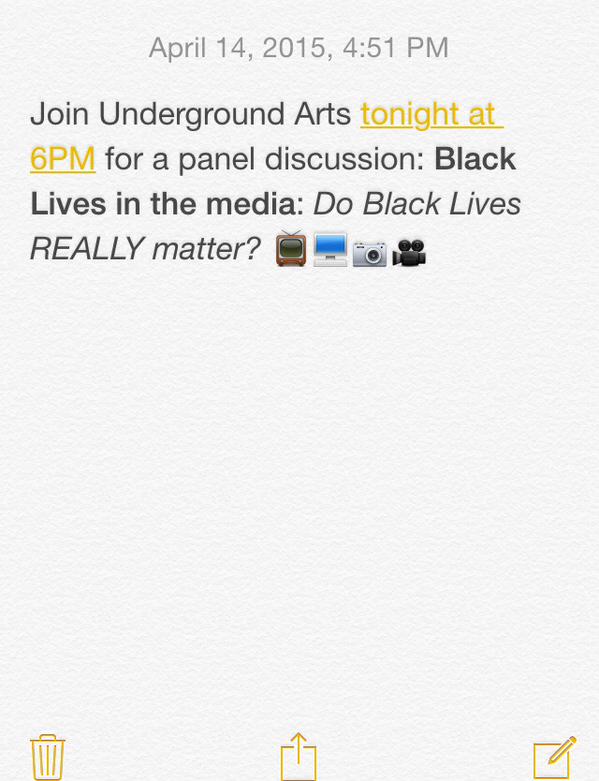 April 14, 2015, 4:51 PM
Join Underground Arts tonight at
6PM for a panel discussion: Black
Lives in the media: Do Black Lives
REALLY matter? 📺💻📷🎥